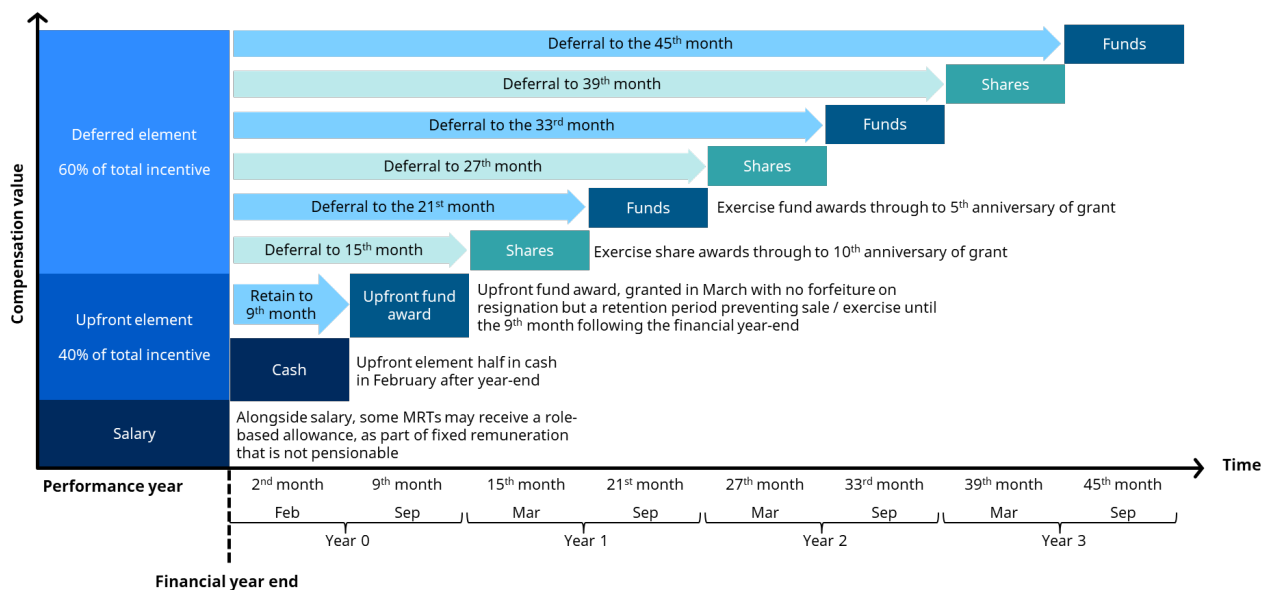 Compensation value
Deferral to the 45th month
Funds
Deferral to 39th month
Shares
Deferred element
60% of total incentive
Deferral to the 33rd month
Funds
Deferral to 27th month
Shares
Deferral to the 21st month
Funds
Exercise fund awards through to 5th anniversary of grant
Deferral to 15th month
Shares
Exercise share awards through to 10th anniversary of grant
Upfront element
40% of total incentive
Retain to
9th month
Upfront fund
award
Upfront fund award, granted in March with no forfeiture on
resignation but a retention period preventing sale / exercise until
the 9th month following the financial year-end
Cash
Upfront element half in cash
in February after year-end
Salary
Alongside salary, some MRTs may receive a role-
based allowance, as part of fixed remuneration
that is not pensionable
Time
Performance year
2nd month
9th month
15th month
21st month
27th month
33rd month
39th month
45th month
Feb
Sep
Mar
Sep
Mar
Sep
Mar
Sep
Year 0
Year 1
Year 2
Year 3
Financial year end